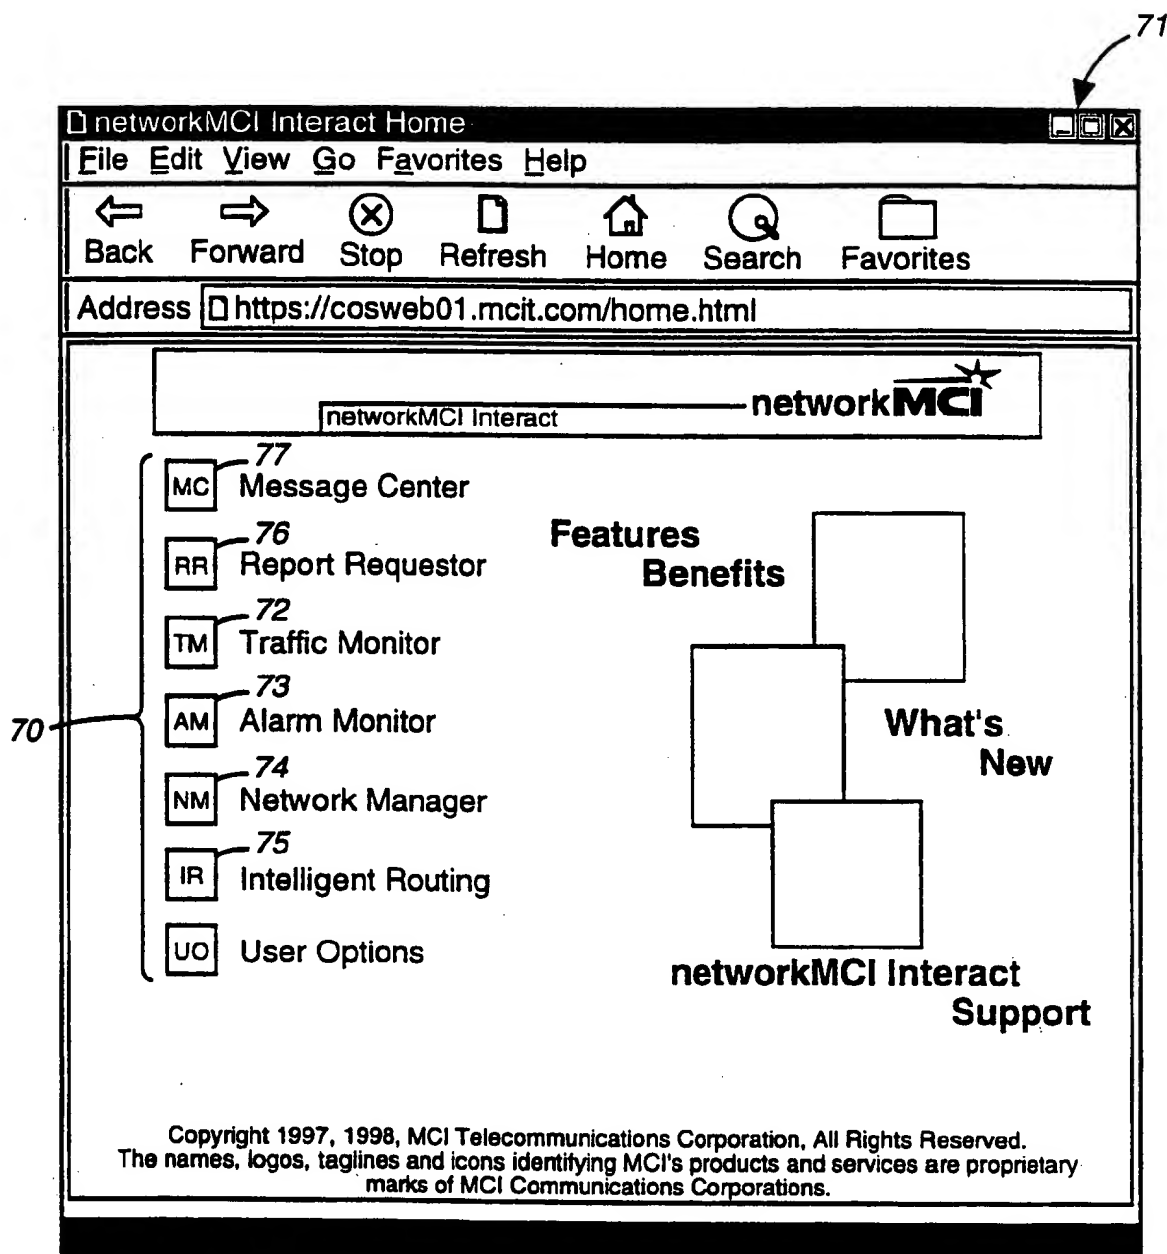 71
networkMCI Interact Home
File Edit View Go Favorites Help
Back Forward Stop Refresh Home Search Favorites
Address https://cosweb01.mcit.com/home.html
networkMCI Interact
networkMCI
70
MC 77 Message Center
RR 76 Report Requestor
TM 72 Traffic Monitor
AM 73 Alarm Monitor
NM 74 Network Manager
IR 75 Intelligent Routing
UO User Options
Features
Benefits
What's
New
networkMCI Interact
Support
Copyright 1997, 1998, MCI Telecommunications Corporation, All Rights Reserved.
The names, logos, taglines and icons identifying MCI's products and services are proprietary
marks of MCI Communications Corporations.